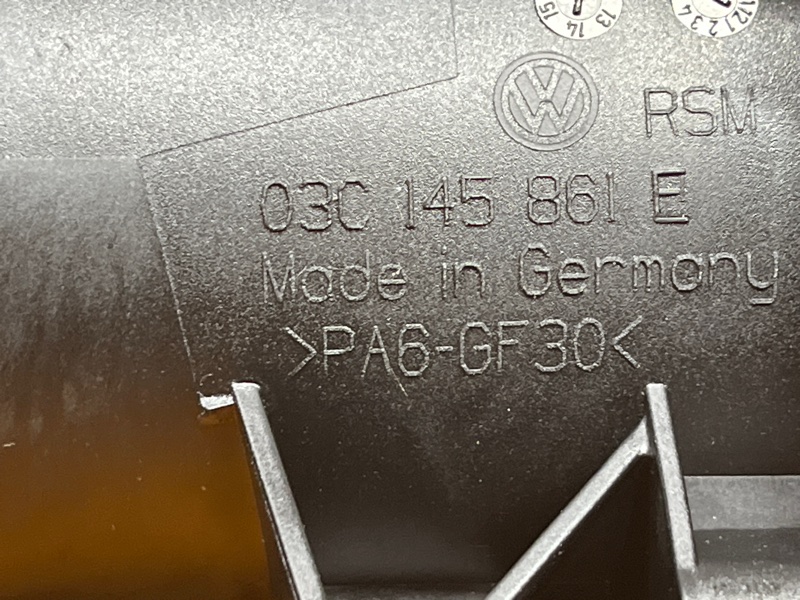 RSM
03C 145 861 E
Made in Germany
>PA6-GF30<